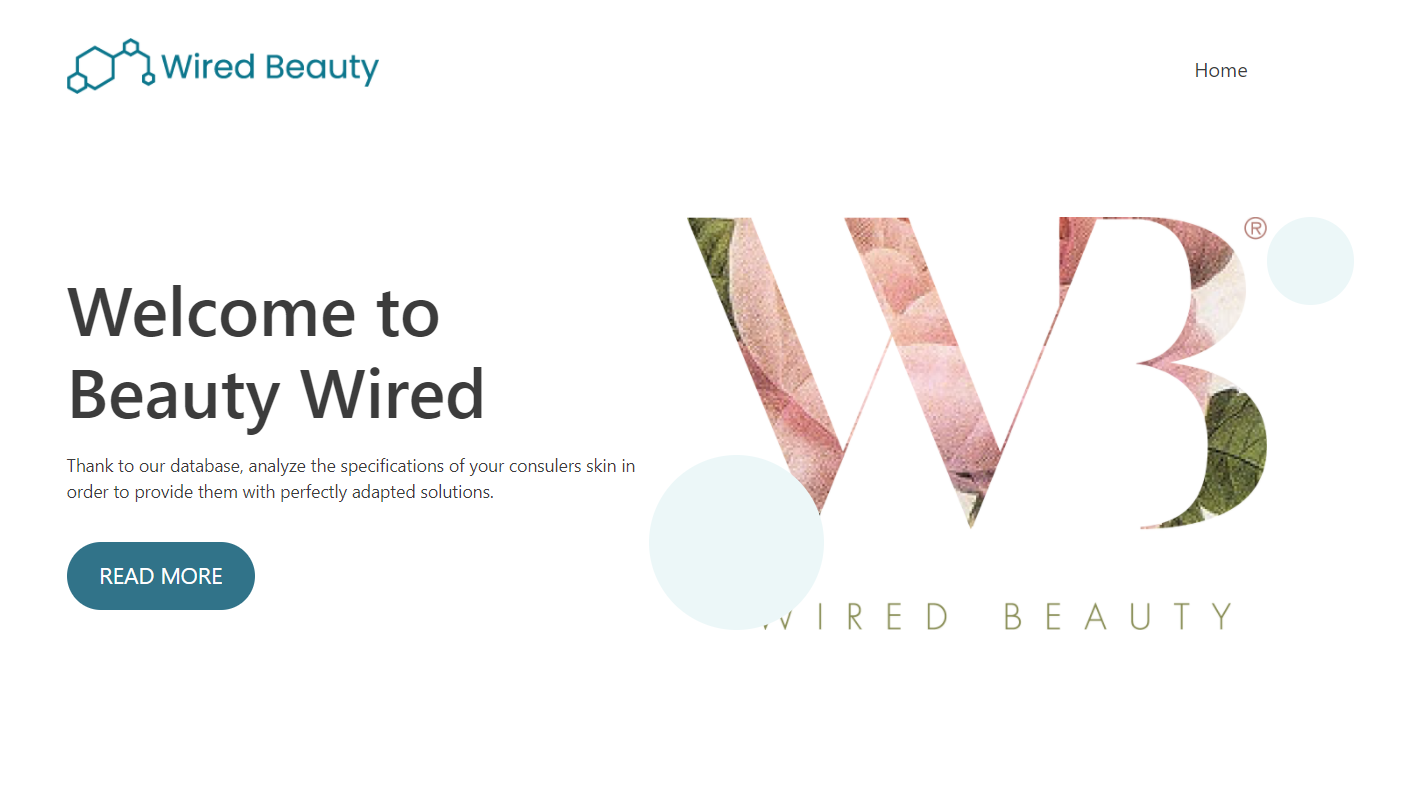 Wired Beauty
Home
Welcome to
Beauty Wired
Thank to our database, analyze the specifications of your consulers skin in
order to provide them with perfectly adapted solutions.
READ MORE
WB®
WIRED BEAUTY